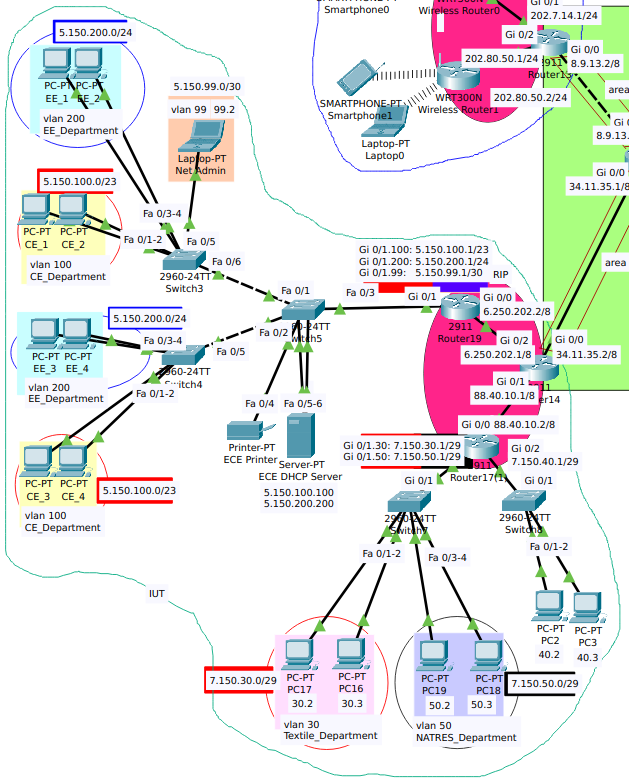 Smartphone0
WRT300N
Wireless Router0
Gi 0/1
202.7.14.1/24
Gi 0/2
202.80.50.1/24
2911
Gi 0/0
8.9.13.2/8
SMARTPHONE-PT
Smartphone1
WRT300N
Wireless Router1
202.80.50.2/24
Laptop-PT
Laptop0
area
8.9.13.
Gi 0/0
34.11.35.1/8
area
5.150.200.0/24
PC-PT
EE_1
PC-PT
EE_2
vlan 200
EE_Department
5.150.99.0/30
vlan 99
99.2
Laptop-PT
Net Admin
5.150.100.0/23
PC-PT
CE_1
PC-PT
CE_2
vlan 100
CE_Department
Fa 0/3-4
Fa 0/1-2
Fa 0/5
Fa 0/6
2960-24TT
Switch3
Gi 0/1.100: 5.150.100.1/23
Gi 0/1.200: 5.150.200.1/24
Gi 0/1.99: 5.150.99.1/30
RIP
Fa 0/1
Fa 0/3
Gi 0/1
Gi 0/0
6.250.202.2/8
2911
Router19
Fa 0/2
Gi 0/2
6.250.202.1/8
Gi 0/0
34.11.35.2/8
5.150.200.0/24
PC-PT
EE_3
PC-PT
EE_4
vlan 200
EE_Department
Fa 0/3-4
Fa 0/5
Fa 0/1-2
Gi 0/1
88.40.10.1/8
Fa 0/4
Fa 0/5-6
Gi 0/0
88.40.10.2/8
Printer-PT
ECE Printer
Server-PT
ECE DHCP Server
5.150.100.100
5.150.200.200
Gi 0/1.30: 7.150.30.1/29
Gi 0/1.50: 7.150.50.1/29
Gi 0/2
7.150.40.1/29
Router17(1)
PC-PT
CE_3
PC-PT
CE_4
5.150.100.0/23
vlan 100
CE_Department
Gi 0/1
Gi 0/1
2960-24TT
2960-24TT
Fa 0/1-2
Fa 0/3-4
Fa 0/1-2
IUT
PC-PT
PC2
40.2
PC-PT
PC3
40.3
7.150.30.0/29
PC-PT
PC17
30.2
PC-PT
PC16
30.3
vlan 30
Textile_Department
PC-PT
PC19
50.2
PC-PT
PC18
50.3
7.150.50.0/29
vlan 50
NATRES_Department